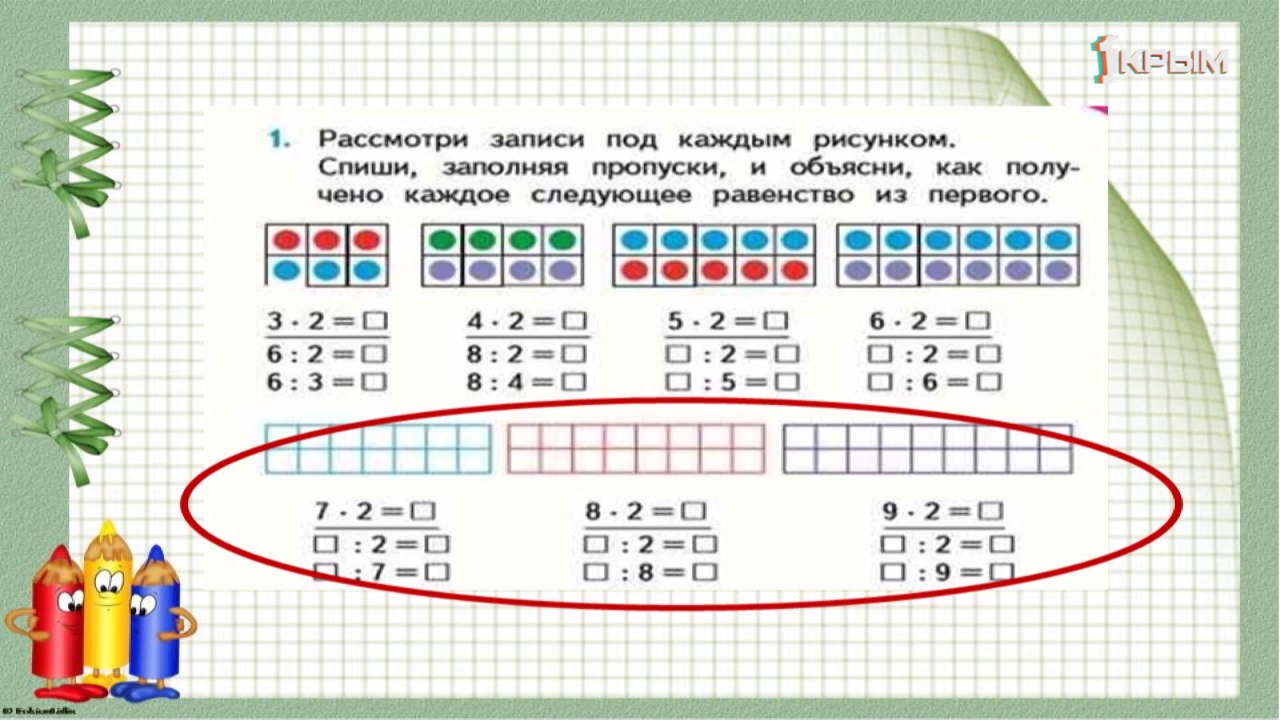 КРЫМ
1. Рассмотри записи под каждым рисунком.
Спиши, заполняя пропуски, и объясни, как полу-
чено каждое следующее равенство из первого.
3 · 2 = □ 4 · 2 = □ 5 · 2 = □ 6 · 2 = □
6 : 2 = □ 8 : 2 = □ □ : 2 = □ □ : 2 = □
6 : 3 = □ 8 : 4 = □ □ : 5 = □ □ : 6 = □
7 · 2 = □ 8 · 2 = □ 9 · 2 = □
□ : 2 = □ □ : 2 = □ □ : 2 = □
□ : 7 = □ □ : 8 = □ □ : 9 = □